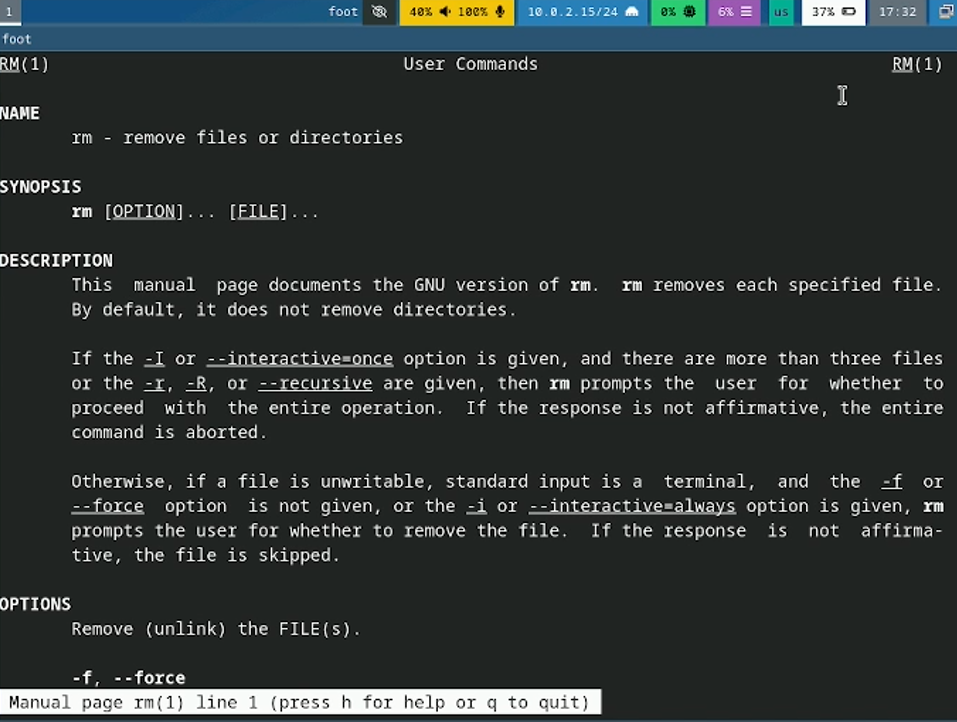 1 foot 40% 100% 10.0.2.15/24 0% 6% us 37% 17:32
foot
RM(1) User Commands RM(1)
NAME
rm - remove files or directories
SYNOPSIS
rm [OPTION]... [FILE]...
DESCRIPTION
This manual page documents the GNU version of rm. rm removes each specified file.
By default, it does not remove directories.
If the -I or --interactive=once option is given, and there are more than three files
or the -r, -R, or --recursive are given, then rm prompts the user for whether to
proceed with the entire operation. If the response is not affirmative, the entire
command is aborted.
Otherwise, if a file is unwritable, standard input is a terminal, and the -f or
--force option is not given, or the -i or --interactive=always option is given, rm
prompts the user for whether to remove the file. If the response is not affirma-
tive, the file is skipped.
OPTIONS
Remove (unlink) the FILE(s).
-f, --force
Manual page rm(1) line 1 (press h for help or q to quit)